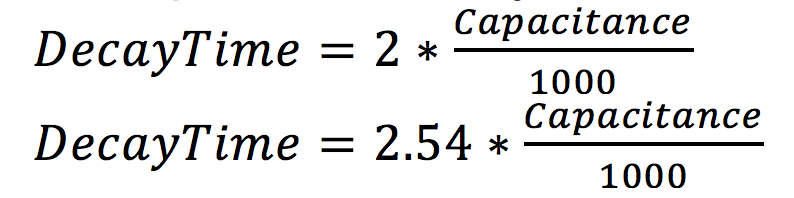 DecayTime = 2 * Capacitance / 1000
DecayTime = 2.54 * Capacitance / 1000